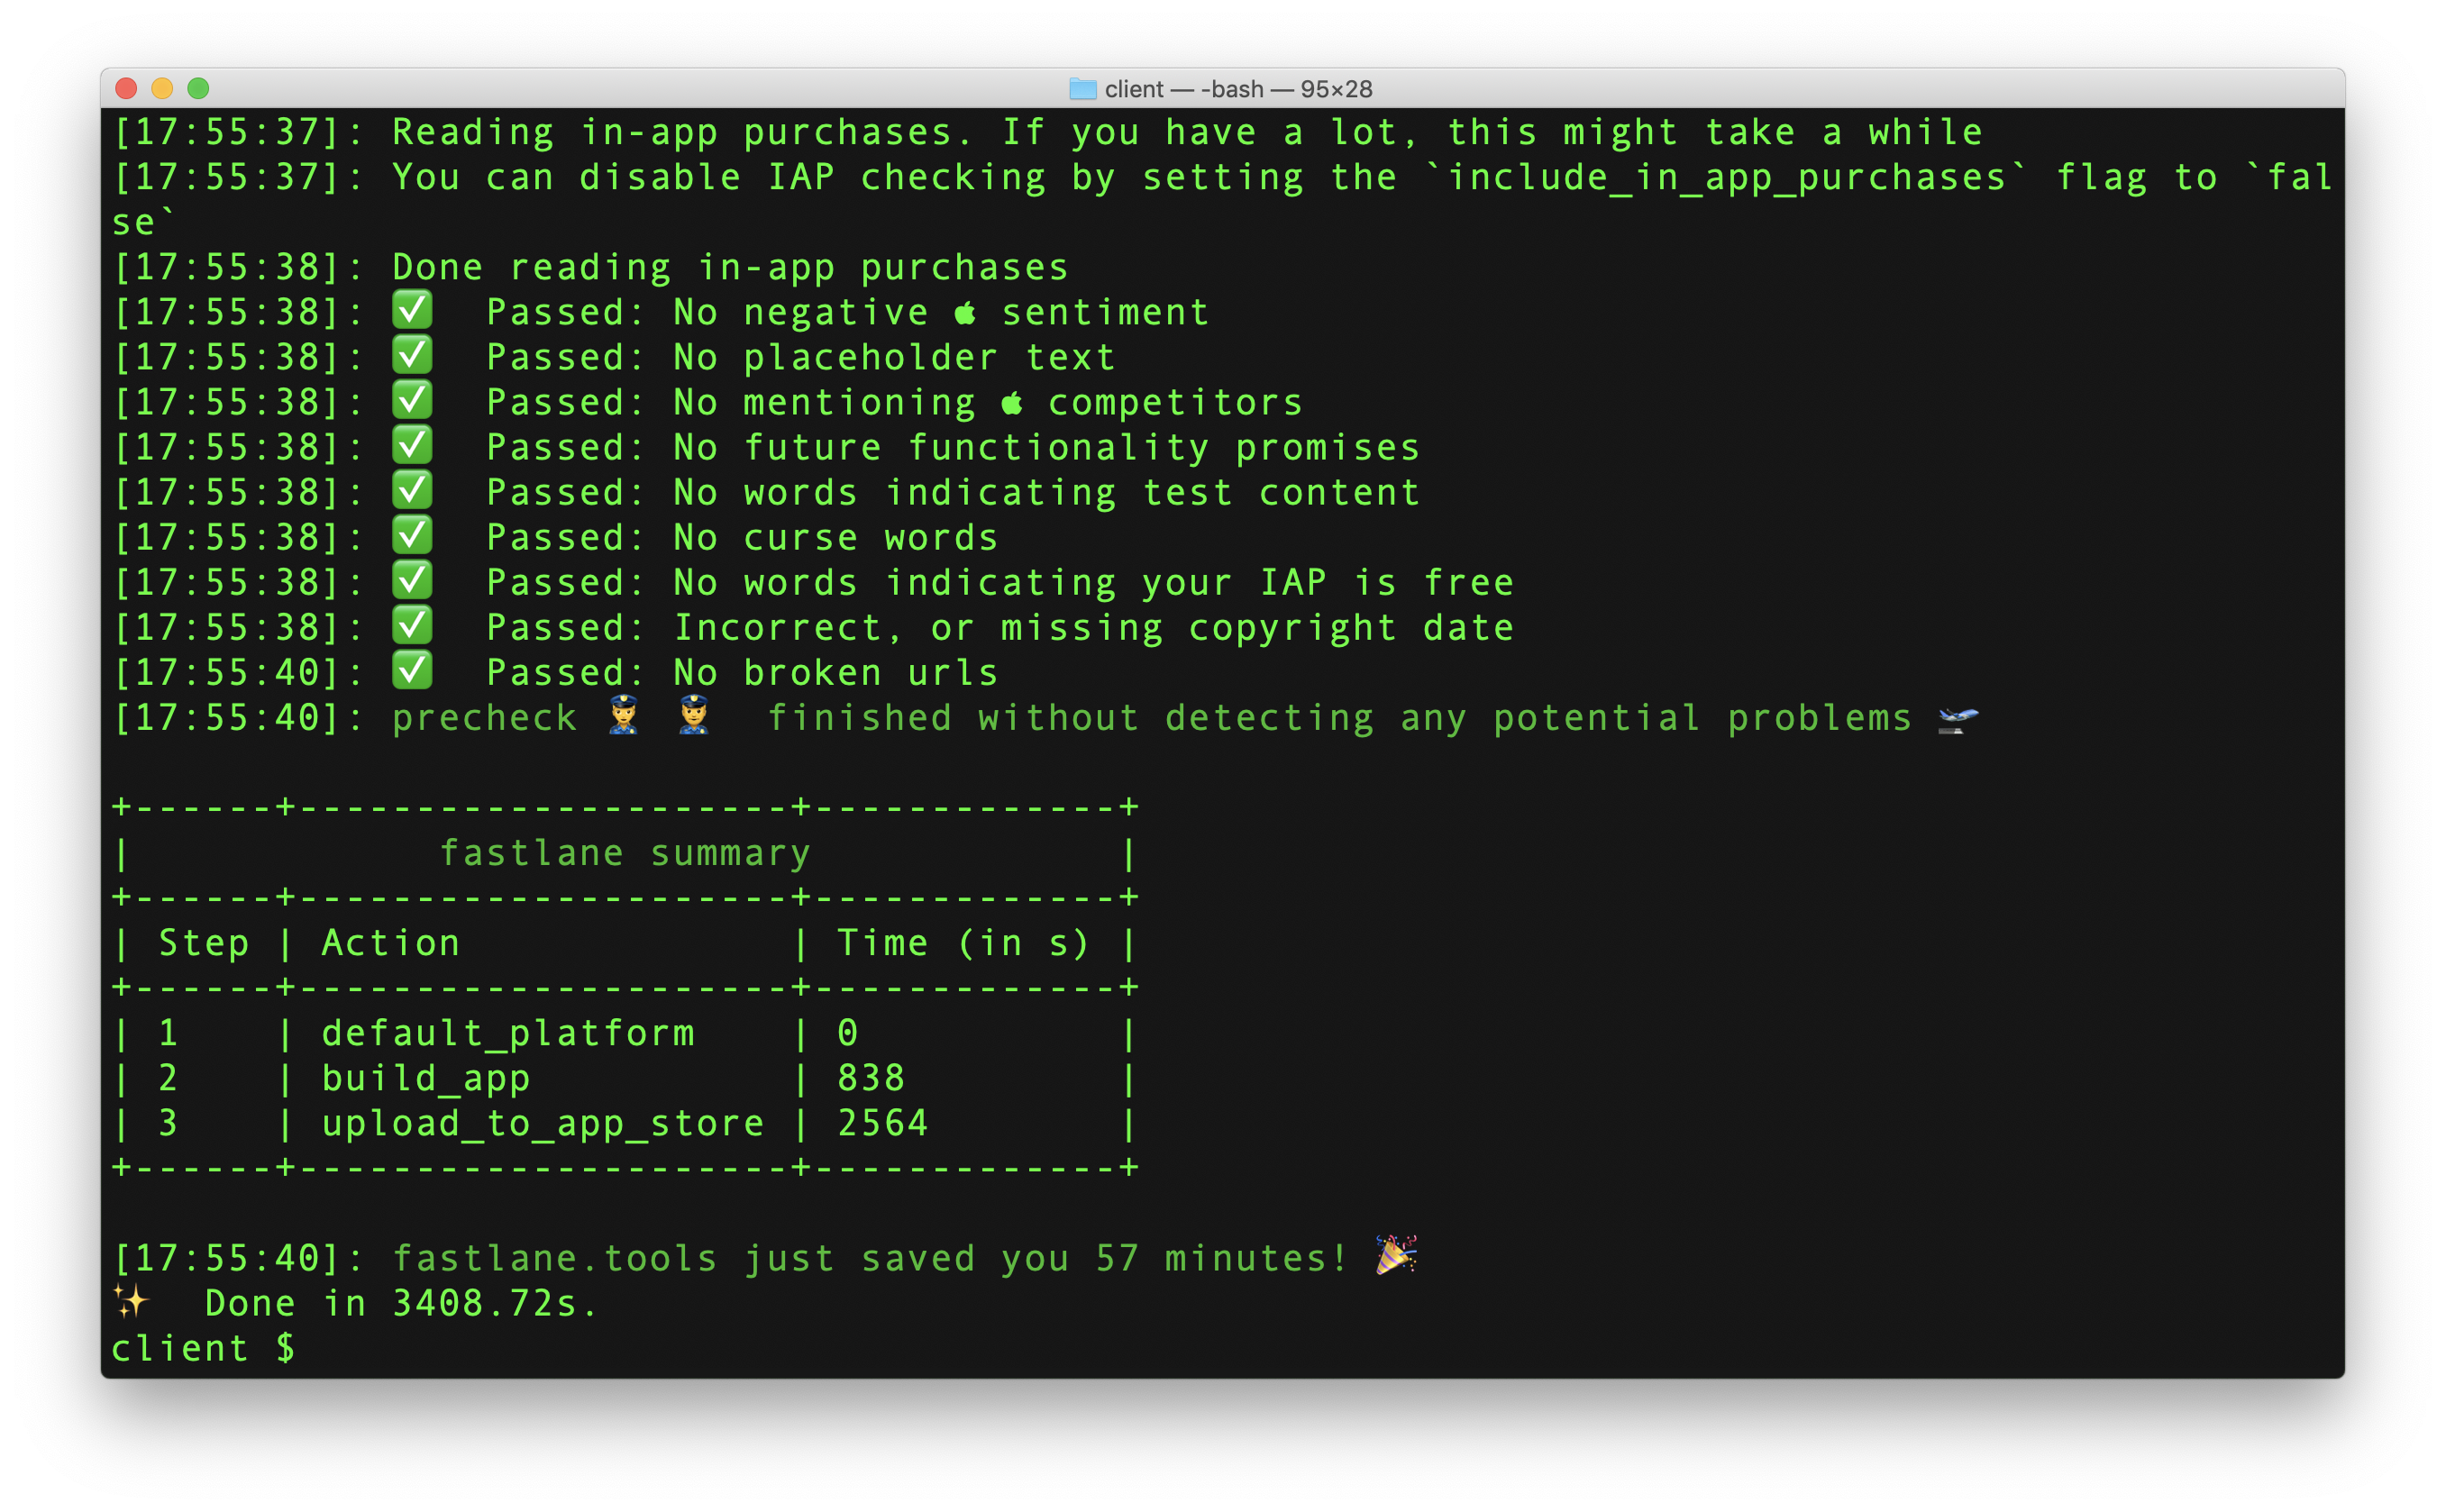 client — -bash — 95×28
[17:55:37]: Reading in-app purchases. If you have a lot, this might take a while
[17:55:37]: You can disable IAP checking by setting the `include_in_app_purchases` flag to `fal
se`
[17:55:38]: Done reading in-app purchases
[17:55:38]: ✅  Passed: No negative  sentiment
[17:55:38]: ✅  Passed: No placeholder text
[17:55:38]: ✅  Passed: No mentioning  competitors
[17:55:38]: ✅  Passed: No future functionality promises
[17:55:38]: ✅  Passed: No words indicating test content
[17:55:38]: ✅  Passed: No curse words
[17:55:38]: ✅  Passed: No words indicating your IAP is free
[17:55:38]: ✅  Passed: Incorrect, or missing copyright date
[17:55:40]: ✅  Passed: No broken urls
[17:55:40]: precheck 👮‍♀️ 👮  finished without detecting any potential problems 🛫
+------+---------------------+-------------+
|             fastlane summary             |
+------+---------------------+-------------+
| Step | Action              | Time (in s) |
+------+---------------------+-------------+
| 1    | default_platform    | 0           |
| 2    | build_app           | 838         |
| 3    | upload_to_app_store | 2564        |
+------+---------------------+-------------+
[17:55:40]: fastlane.tools just saved you 57 minutes! 🎉
✨  Done in 3408.72s.
client $